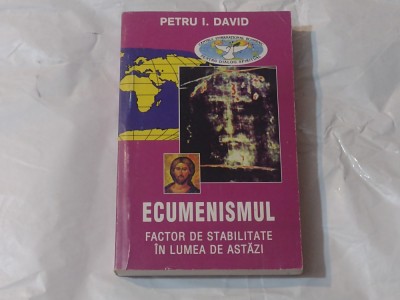 PETRU I. DAVID
ECUMENISMUL
FACTOR DE STABILITATE
ÎN LUMEA DE ASTĂZI